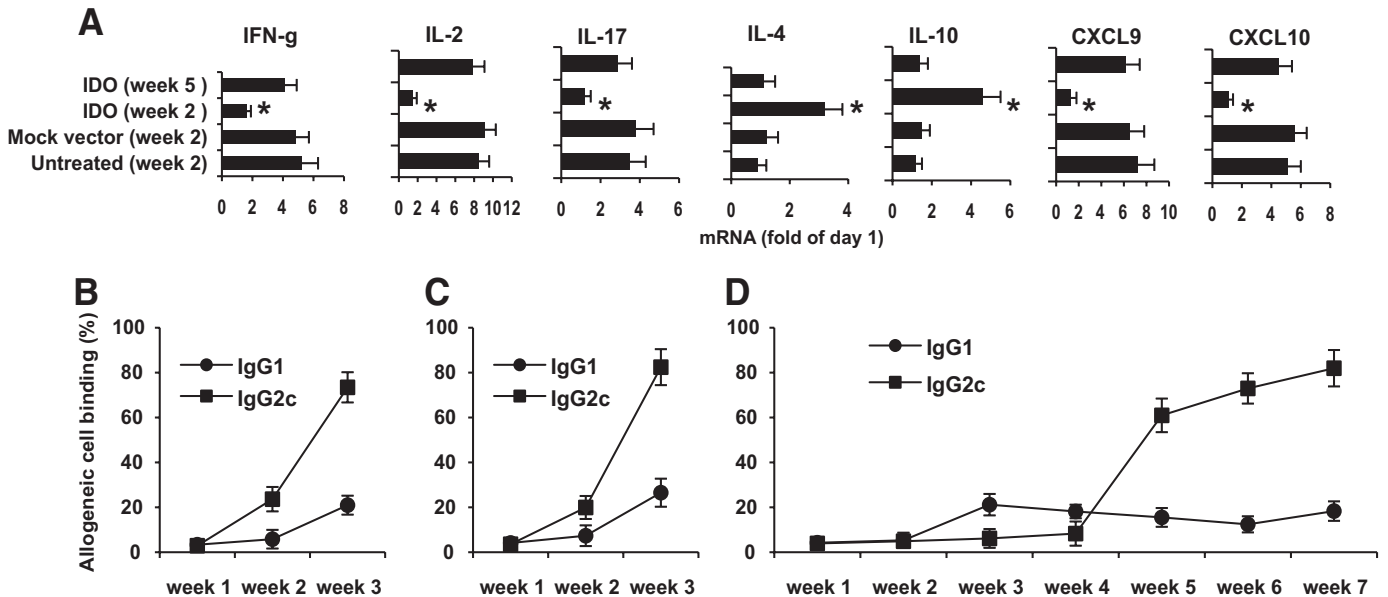 A
IFN-g
IL-2
IL-17
IL-4
IL-10
CXCL9
CXCL10
IDO (week 5 )
IDO (week 2 )
Mock vector (week 2)
Untreated (week 2)
*
*
*
*
*
*
*
0 2 4 6 8
0 2 4 6 8 10 12
0 2 4 6
0 2 4
0 2 4 6
0 2 4 6 8 10
0 2 4 6 8
mRNA (fold of day 1)
B
Allogeneic cell binding (%)
100
80
60
40
20
0
IgG1
IgG2c
week 1 week 2 week 3
C
100
80
60
40
20
0
IgG1
IgG2c
week 1 week 2 week 3
D
100
80
60
40
20
0
IgG1
IgG2c
week 1 week 2 week 3 week 4 week 5 week 6 week 7